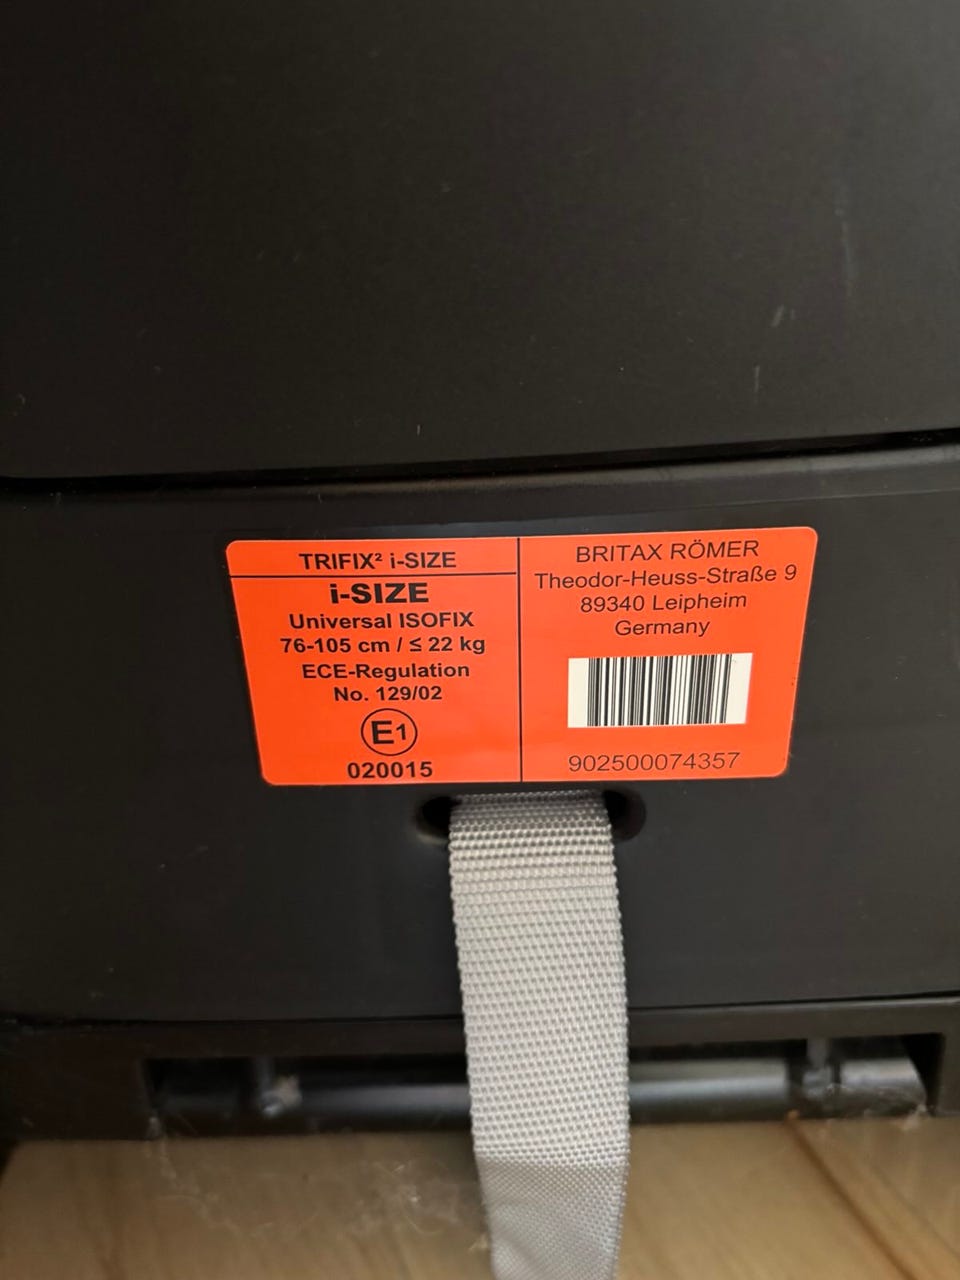 TRIFIX² i-SIZE
i-SIZE
Universal ISOFIX
76-105 cm / ≤ 22 kg
ECE-Regulation
No. 129/02
E1
020015
BRITAX RÖMER
Theodor-Heuss-Straße 9
89340 Leipheim
Germany
902500074357